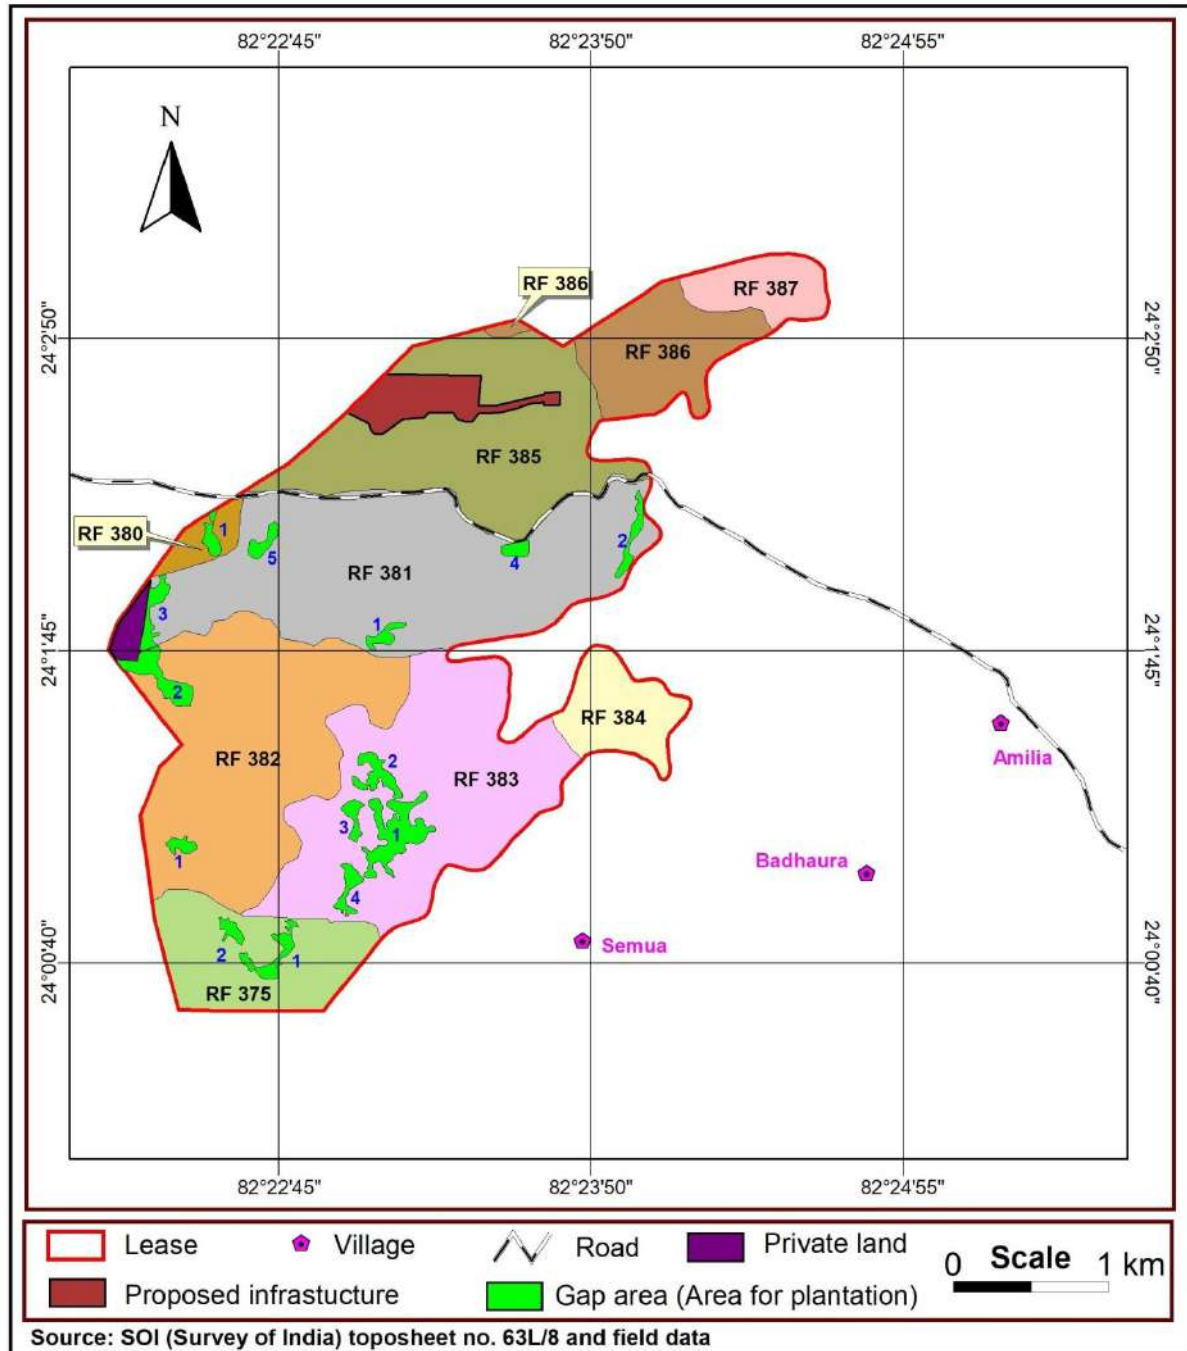 82°22'45" 82°23'50" 82°24'55"
N
RF 386
RF 387
24°2'50" 24°2'50"
RF 386
RF 385
RF 380
1
5
4
2
RF 381
3
1
24°1'45" 24°1'45"
2
RF 384
Amilia
RF 382
2
RF 383
3
1
1
Badhaura
4
2
1
Semua
24°00'40" 24°00'40"
RF 375
82°22'45" 82°23'50" 82°24'55"
Lease Village Road Private land
0 Scale 1 km
Proposed infrastucture Gap area (Area for plantation)
Source: SOI (Survey of India) toposheet no. 63L/8 and field data